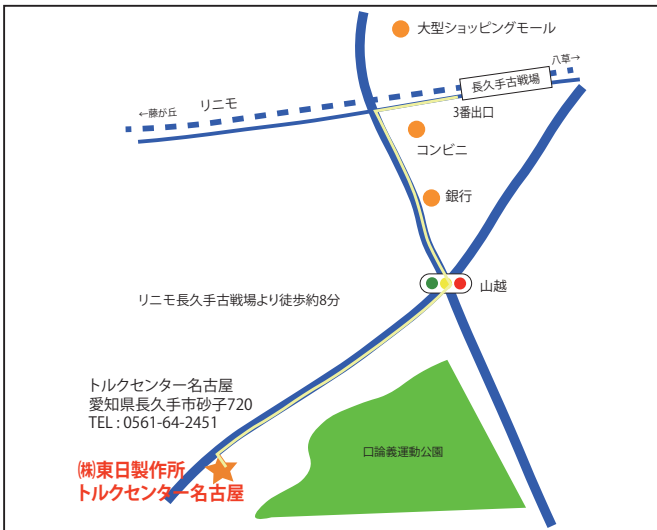 大型ショッピングモール
八草→
長久手古戦場
リニモ
←藤が丘
3番出口
コンビニ
銀行
山越
リニモ長久手古戦場より徒歩約8分
トルクセンター名古屋
愛知県長久手市砂子720
TEL : 0561-64-2451
口論義運動公園
㈱東日製作所
トルクセンター名古屋